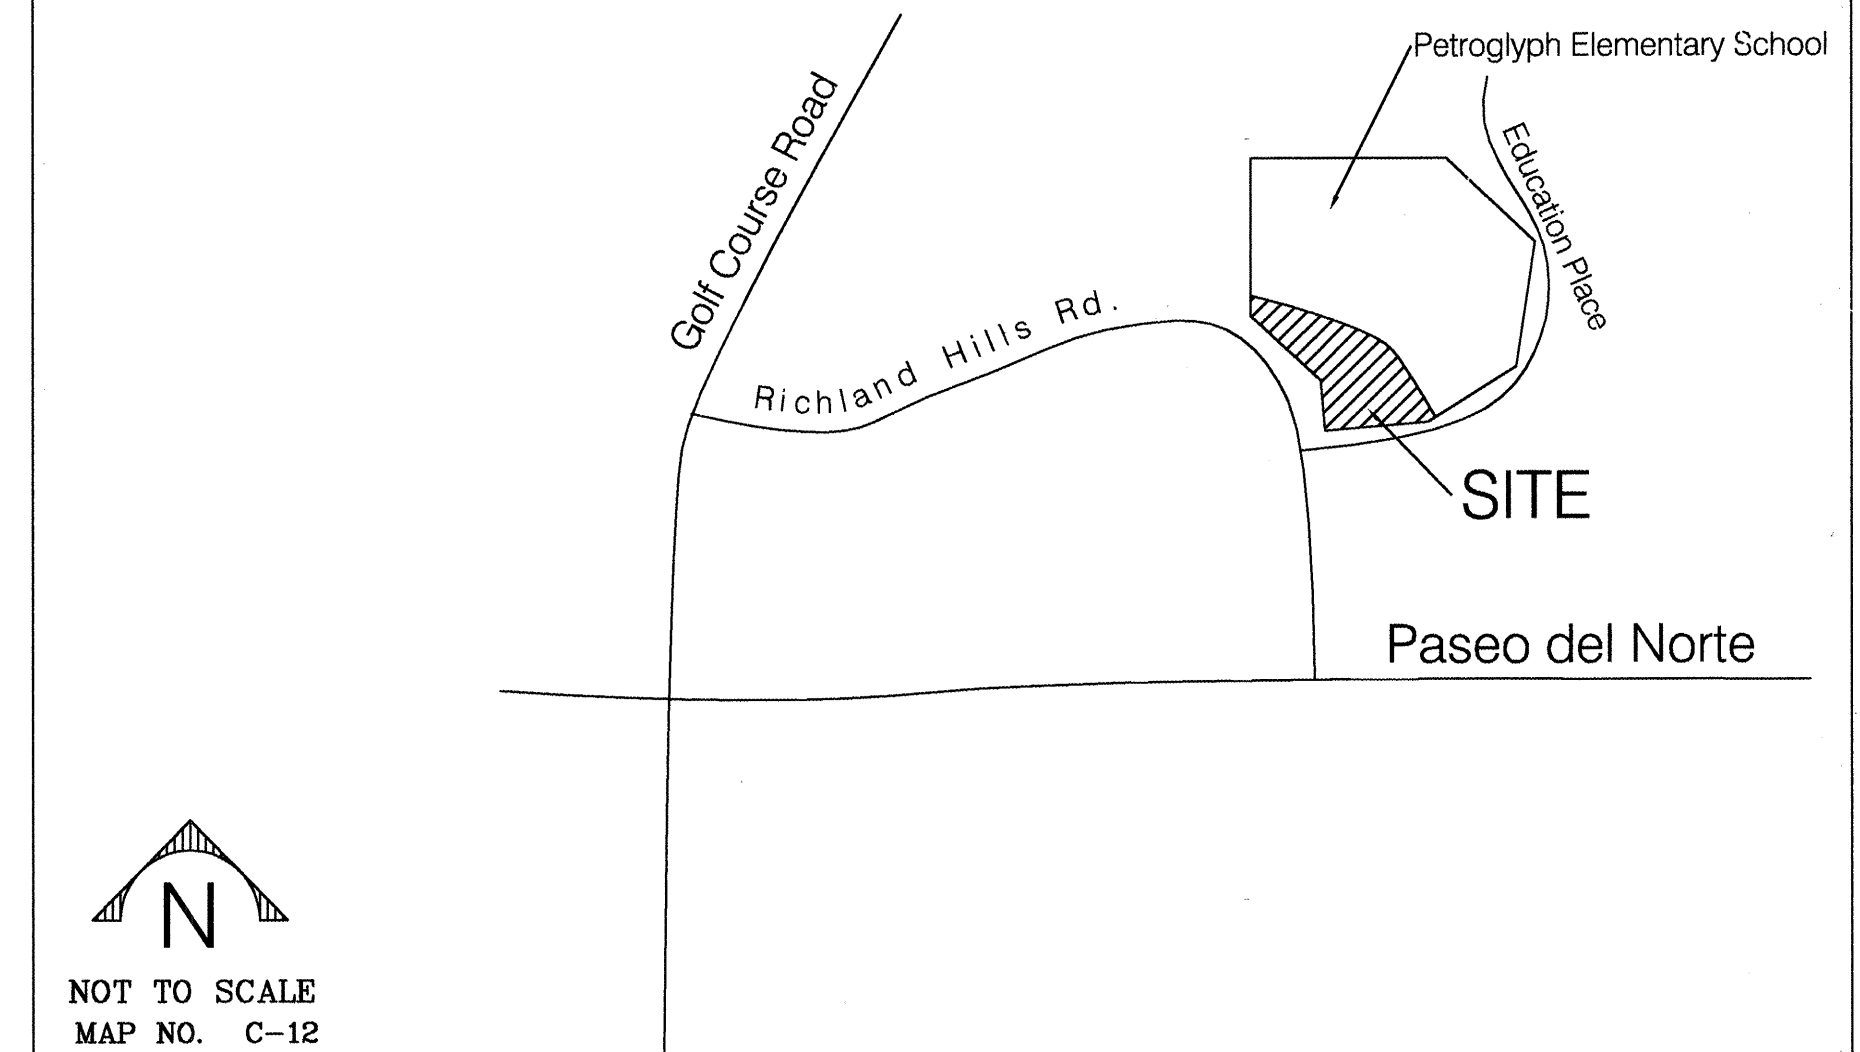 Petroglyph Elementary School
Golf Course Road
Education Place
Richland Hills Rd.
SITE
Paseo del Norte
N
NOT TO SCALE
MAP NO. C-12